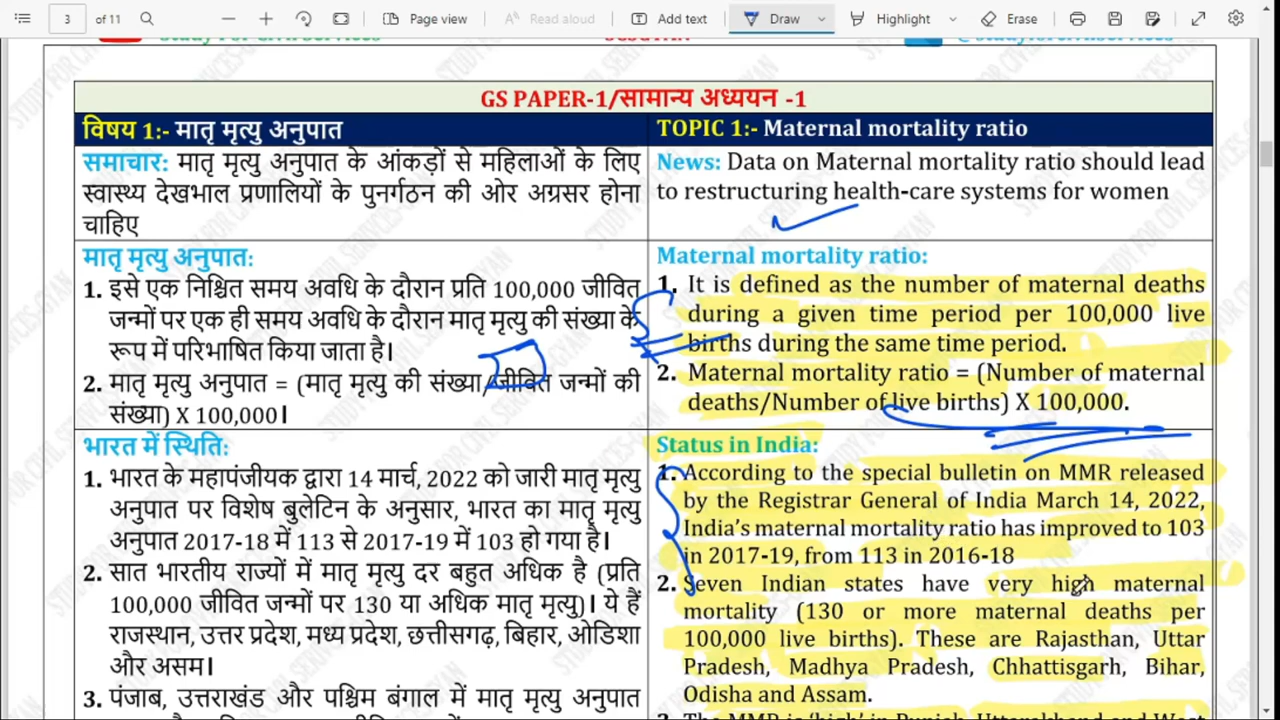 3 of 11 Page view Read aloud Add text Draw Highlight Erase
GS PAPER-1/सामान्य अध्ययन -1
विषय 1:- मातृ मृत्यु अनुपात
समाचार: मातृ मृत्यु अनुपात के आंकड़ों से महिलाओं के लिए
स्वास्थ्य देखभाल प्रणालियों के पुनर्गठन की ओर अग्रसर होना
चाहिए
मातृ मृत्यु अनुपात:
1. इसे एक निश्चित समय अवधि के दौरान प्रति 100,000 जीवित
जन्मों पर एक ही समय अवधि के दौरान मातृ मृत्यु की संख्या के
रूप में परिभाषित किया जाता है।
2. मातृ मृत्यु अनुपात = (मातृ मृत्यु की संख्या/जीवित जन्मों की
संख्या) X 100,000।
भारत में स्थिति:
1. भारत के महापंजीयक द्वारा 14 मार्च, 2022 को जारी मातृ मृत्यु
अनुपात पर विशेष बुलेटिन के अनुसार, भारत का मातृ मृत्यु
अनुपात 2017-18 में 113 से 2017-19 में 103 हो गया है।
2. सात भारतीय राज्यों में मातृ मृत्यु दर बहुत अधिक है (प्रति
100,000 जीवित जन्मों पर 130 या अधिक मातृ मृत्यु)। ये हैं
राजस्थान, उत्तर प्रदेश, मध्य प्रदेश, छत्तीसगढ़, बिहार, ओडिशा
और असम।
3. पंजाब, उत्तराखंड और पश्चिम बंगाल में मातृ मृत्यु अनुपात
TOPIC 1:- Maternal mortality ratio
News: Data on Maternal mortality ratio should lead
to restructuring health-care systems for women
Maternal mortality ratio:
1. It is defined as the number of maternal deaths
during a given time period per 100,000 live
births during the same time period.
2. Maternal mortality ratio = (Number of maternal
deaths/Number of live births) X 100,000.
Status in India:
1. According to the special bulletin on MMR released
by the Registrar General of India March 14, 2022,
India's maternal mortality ratio has improved to 103
in 2017-19, from 113 in 2016-18
2. Seven Indian states have very high maternal
mortality (130 or more maternal deaths per
100,000 live births). These are Rajasthan, Uttar
Pradesh, Madhya Pradesh, Chhattisgarh, Bihar,
Odisha and Assam.
3. The MMR is 'high' in Punjab, Uttarakhand and West